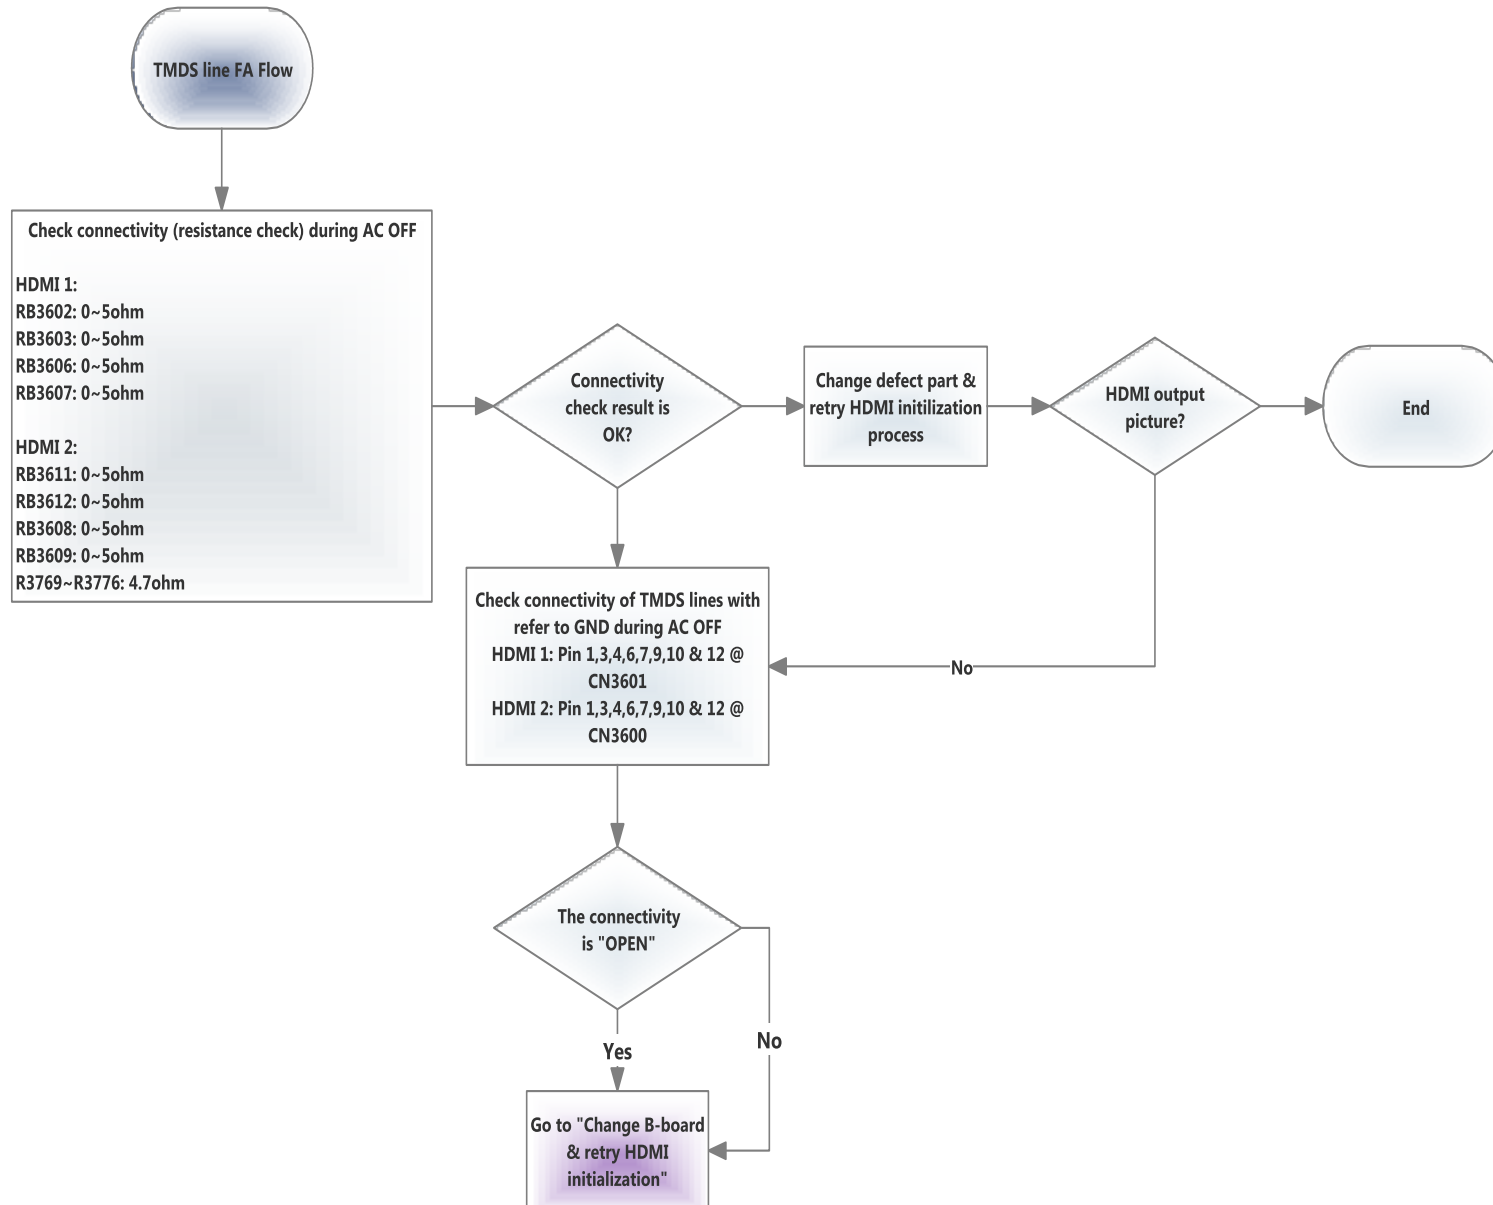 TMDS line FA Flow
Check connectivity (resistance check) during AC OFF
HDMI 1:
RB3602: 0~5ohm
RB3603: 0~5ohm
RB3606: 0~5ohm
RB3607: 0~5ohm
HDMI 2:
RB3611: 0~5ohm
RB3612: 0~5ohm
RB3608: 0~5ohm
RB3609: 0~5ohm
R3769~R3776: 4.7ohm
Connectivity
check result is
OK?
Change defect part &
retry HDMI initilization
process
HDMI output
picture?
End
Check connectivity of TMDS lines with
refer to GND during AC OFF
HDMI 1: Pin 1,3,4,6,7,9,10 & 12 @
CN3601
HDMI 2: Pin 1,3,4,6,7,9,10 & 12 @
CN3600
No
The connectivity
is "OPEN"
Yes
No
Go to "Change B-board
& retry HDMI
initialization"